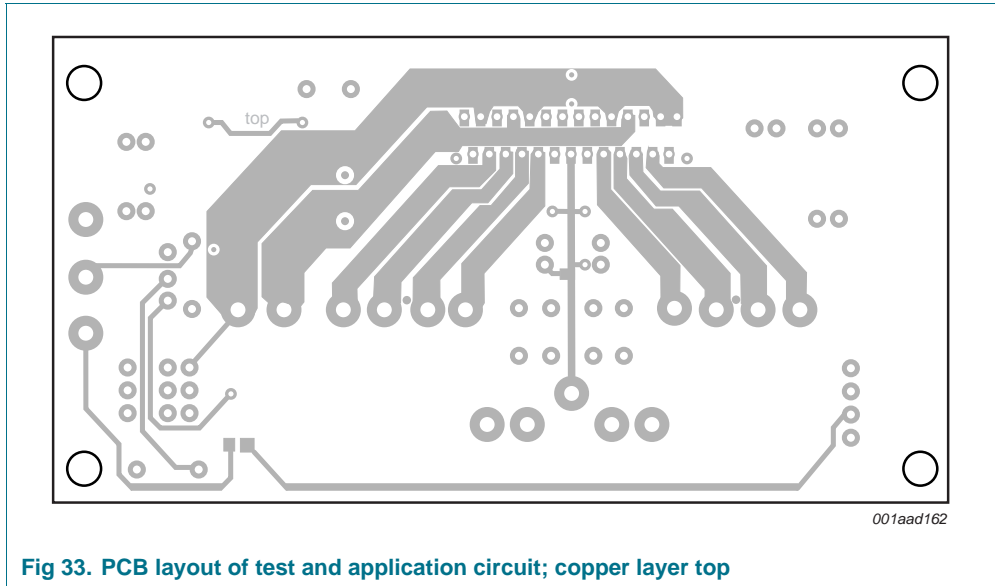 top
001aad162
Fig 33. PCB layout of test and application circuit; copper layer top